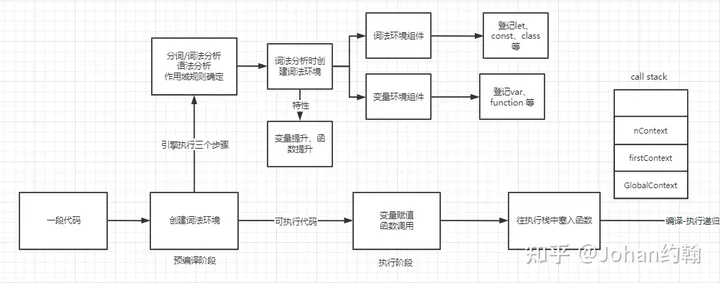 分词/词法分析
语法分析
作用域规则确定
词法分析时创
建词法环境
词法环境组件
登记let、
const、class
等
变量环境组件
登记var、
function 等
特性
变量提升、函
数提升
引擎执行三个步骤
call stack
nContext
firstContext
GlobalContext
一段代码
创建词法环境
可执行代码
变量赋值
函数调用
往执行栈中塞入函数
编译-执行递归
预编译阶段
执行阶段
知乎 @Johan约翰